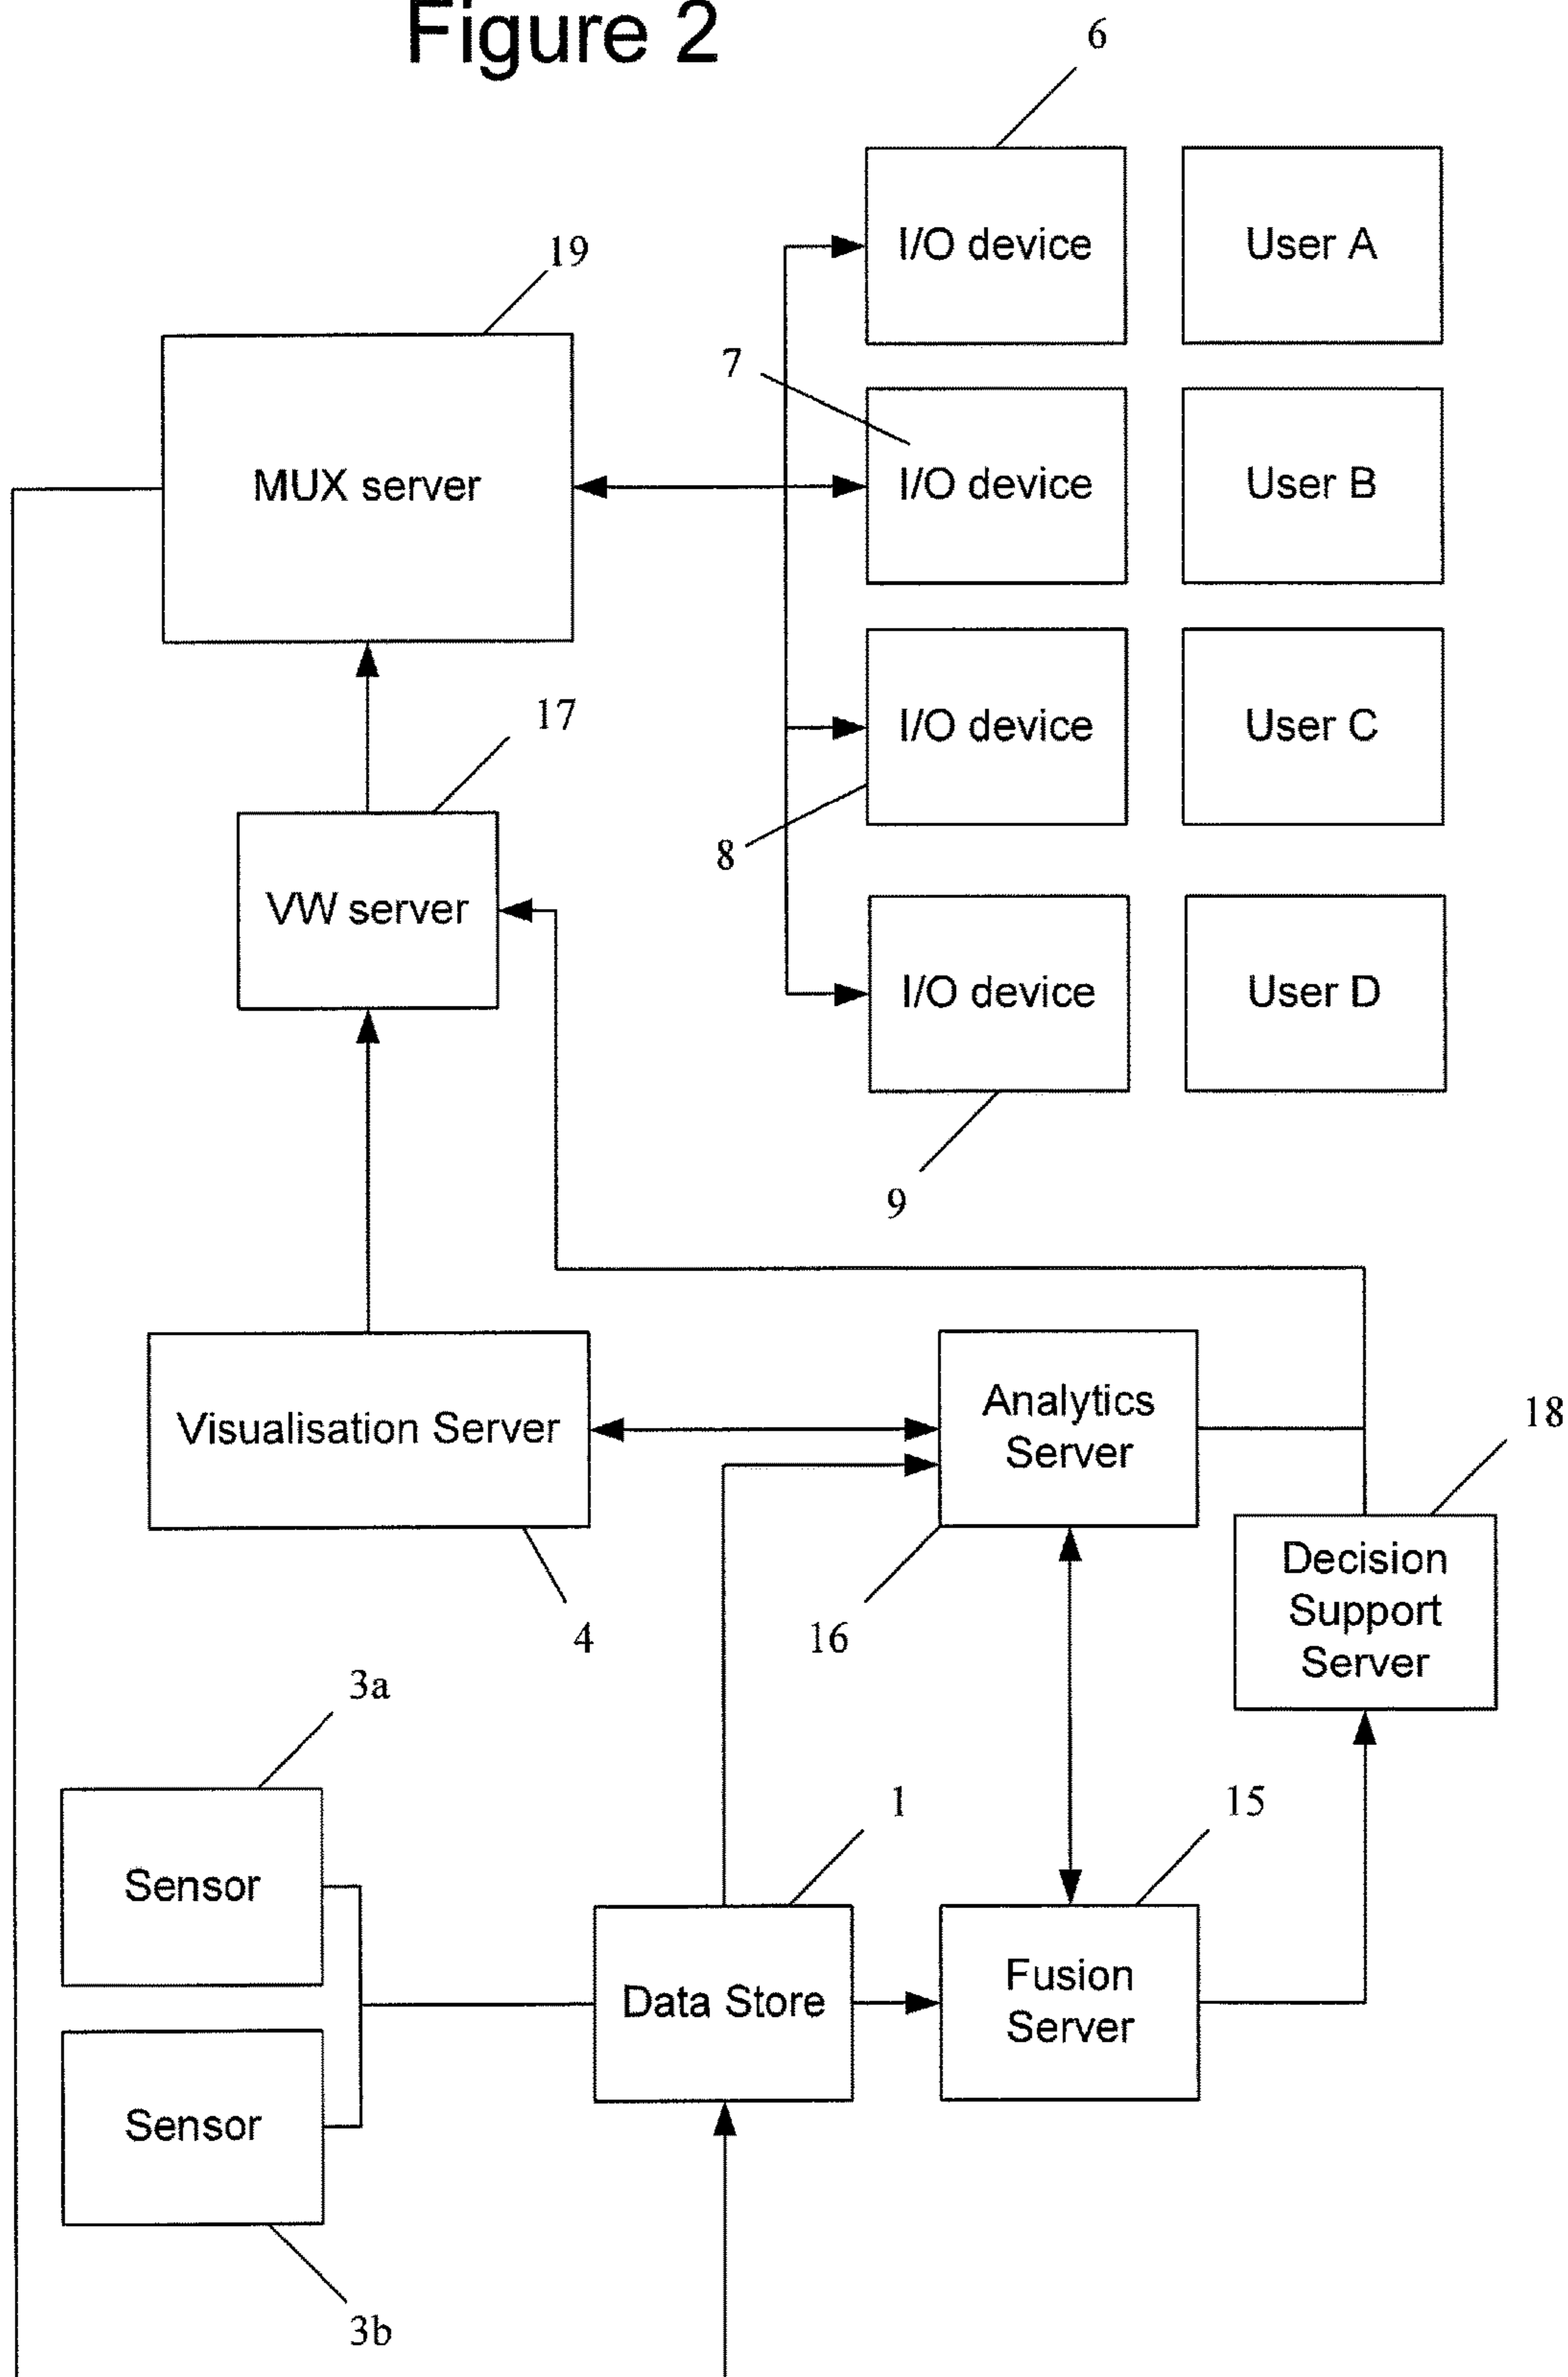 Figure 2
6
I/O device
User A
19
7
MUX server
I/O device
User B
17
I/O device
User C
8
VW server
I/O device
User D
9
Visualisation Server
Analytics
Server
18
4
16
Decision
Support
Server
3a
1
15
Sensor
Data Store
Fusion
Server
Sensor
3b